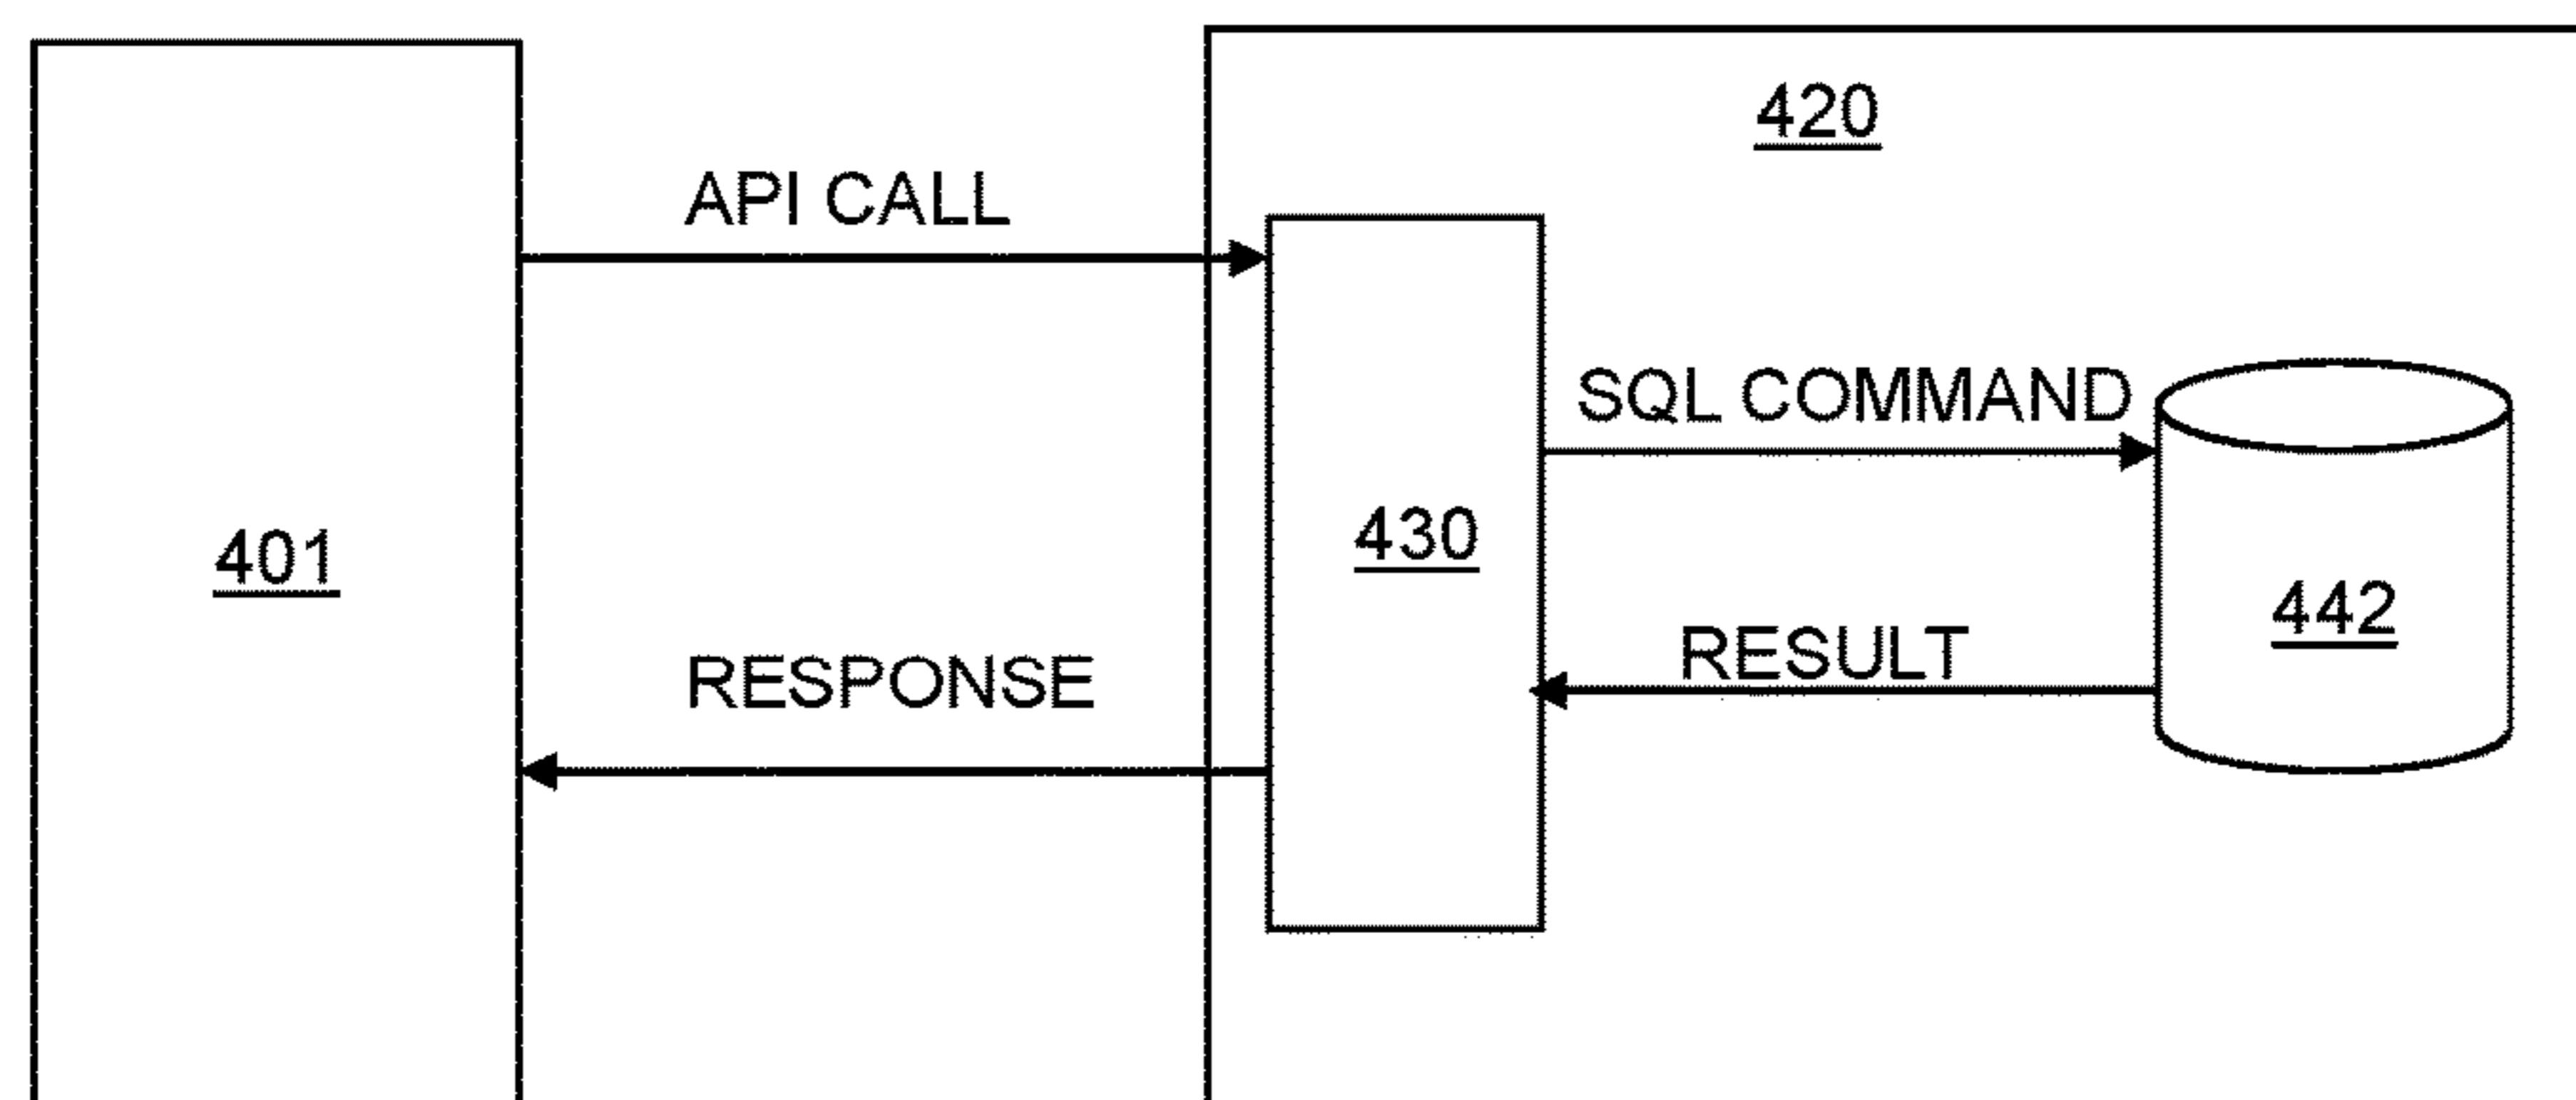 420
API CALL
SQL COMMAND
430
401
442
RESULT
RESPONSE